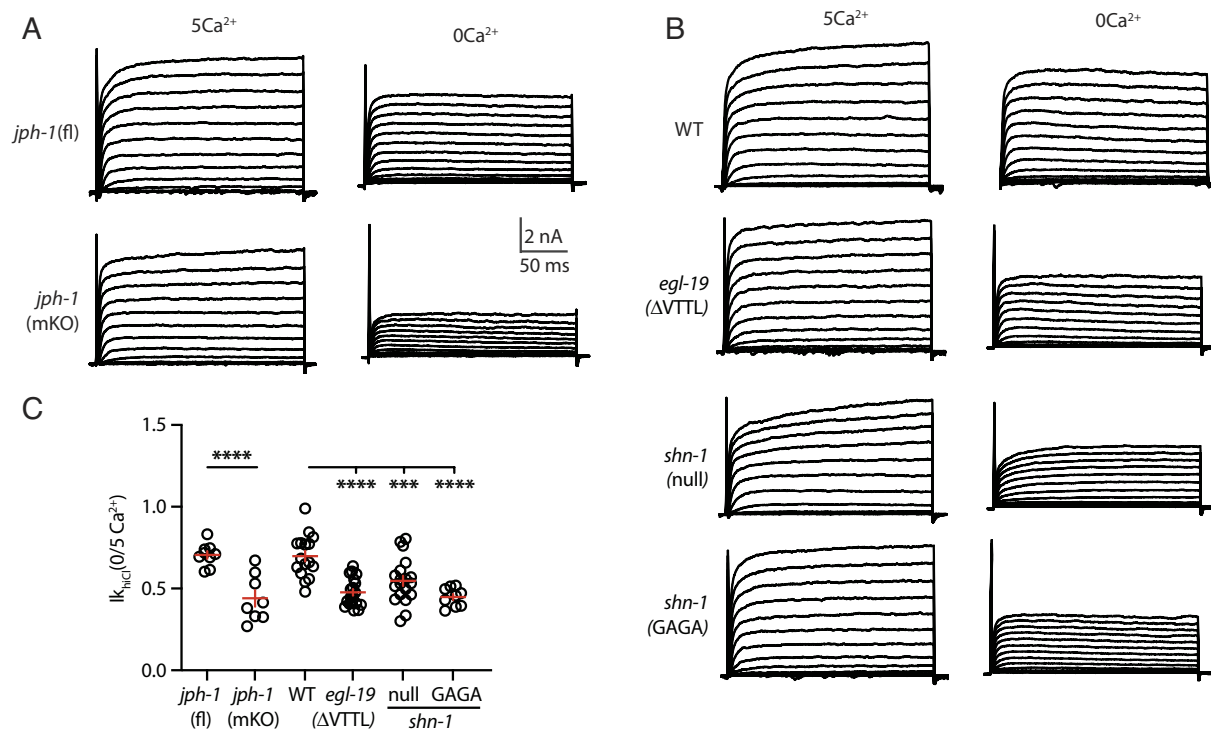 A
5Ca²⁺
0Ca²⁺
jph-1(fl)
jph-1
(mKO)
2 nA
50 ms
B
5Ca²⁺
0Ca²⁺
WT
egl-19
(ΔVTTL)
shn-1
(null)
shn-1
(GAGA)
C
Ik_hiCl(0/5 Ca²⁺)
1.5
1.0
0.5
0.0
****
**** *** ****
jph-1 jph-1 WT egl-19 null GAGA
(fl) (mKO) (ΔVTTL) shn-1